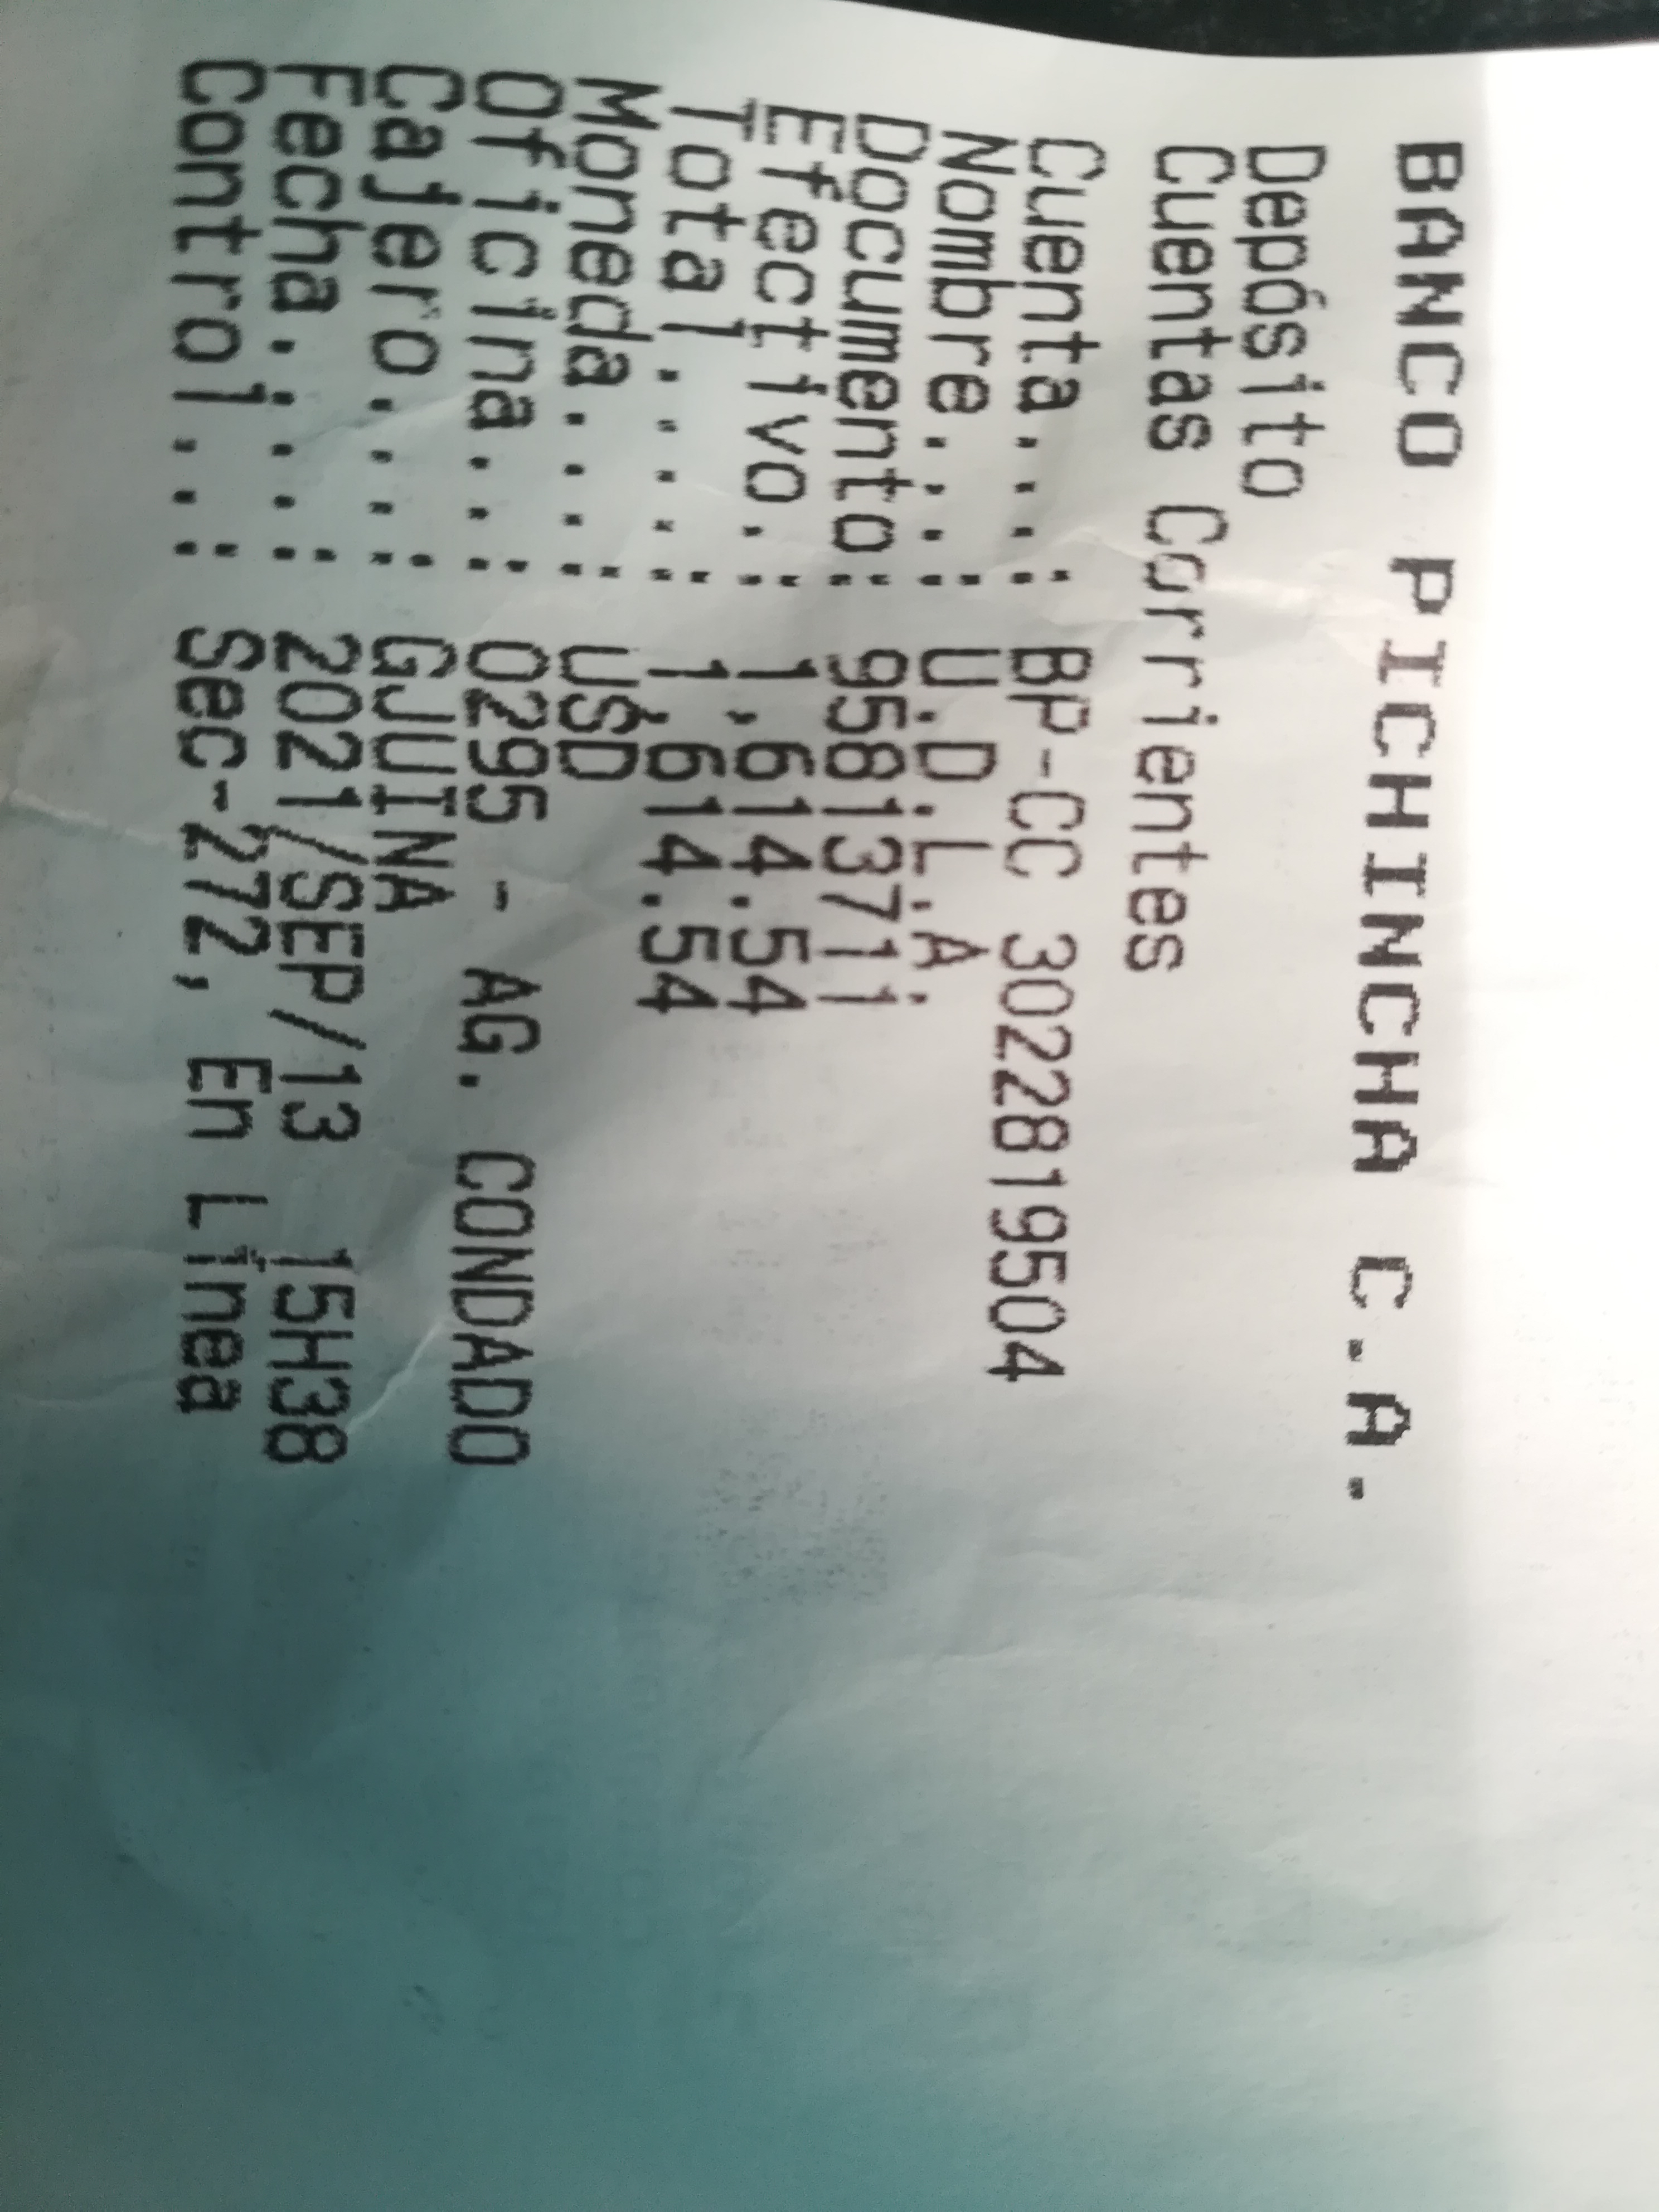 BANCO PICHINCHA C.A.
Depósito
Cuentas Corrientes
Cuenta...: BP-CC 3022819504
Nombre...: U.D.L.A.
Documento: 958137711
Efectivo.: 1,614.54
Total....: 1,614.54
Moneda...: USD
Oficina..: 0295 - AG. CONDADO
Cajero...: GJUINA
Fecha....: 2021/SEP/13 15H38
Control..: Sec-272, En Línea